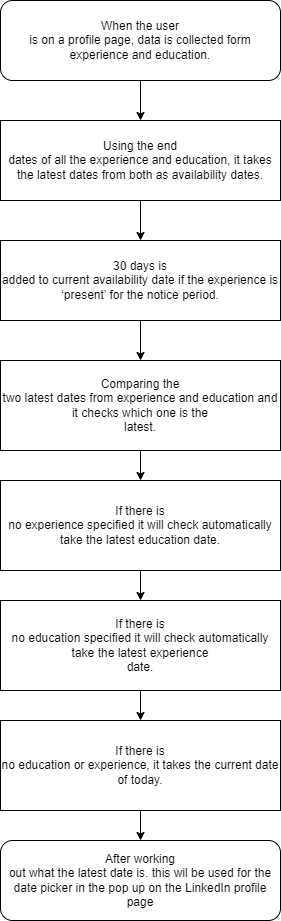 When the user
is on a profile page, data is collected form
experience and education.
Using the end
dates of all the experience and education, it takes
the latest dates from both as availability dates.
30 days is
added to current availability date if the experience is
‘present’ for the notice period.
Comparing the
two latest dates from experience and education and
it checks which one is the
latest.
If there is
no experience specified it will check automatically
take the latest education date.
If there is
no education specified it will check automatically
take the latest experience
date.
If there is
no education or experience, it takes the current date
of today.
After working
out what the latest date is. this wil be used for the
date picker in the pop up on the LinkedIn profile
page